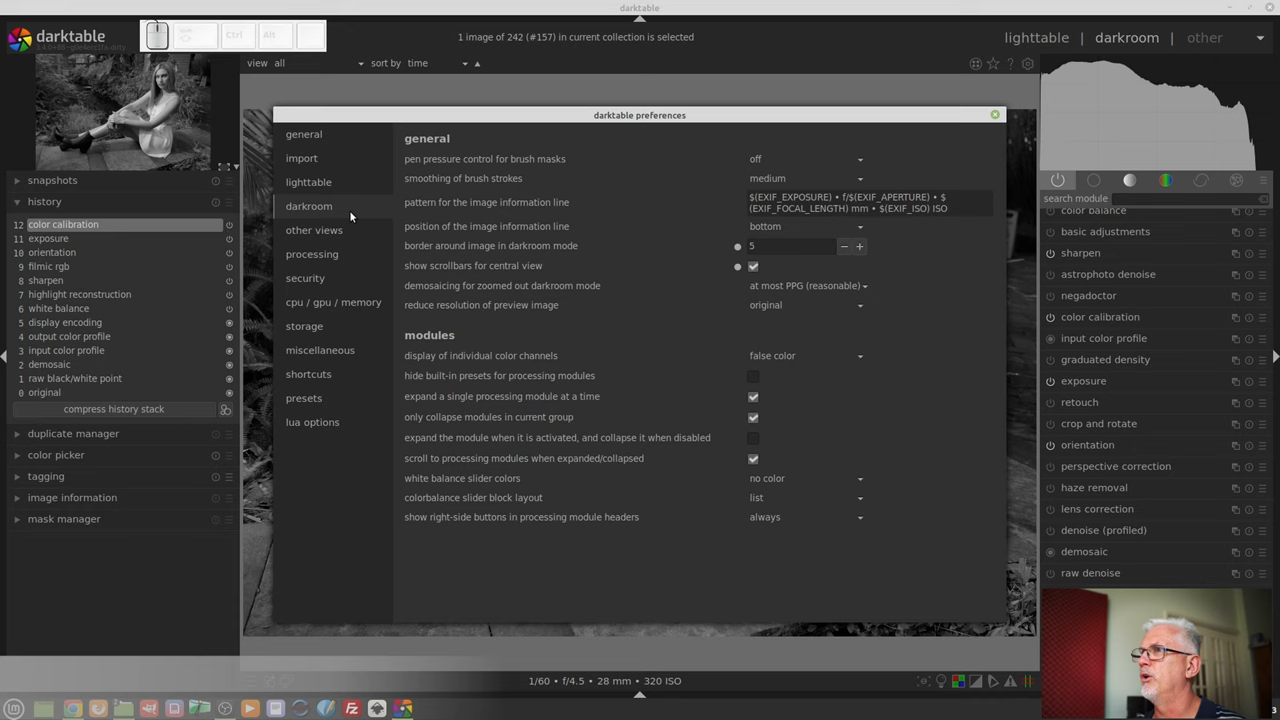 darktable
darktable
Ctrl
Alt
1 image of 242 (#157) in current collection is selected
lighttable | darkroom | other
view all
sort by time
darktable preferences
snapshots
history
12 color calibration
11 exposure
10 orientation
9 filmic rgb
8 sharpen
7 highlight reconstruction
6 white balance
5 display encoding
4 output color profile
3 input color profile
2 demosaic
1 raw black/white point
0 original
compress history stack
duplicate manager
color picker
tagging
image information
mask manager
general
import
lighttable
darkroom
other views
processing
security
cpu / gpu / memory
storage
miscellaneous
shortcuts
presets
lua options
general
pen pressure control for brush masks off
smoothing of brush strokes medium
pattern for the image information line $(EXIF_EXPOSURE) • f/$(EXIF_APERTURE) • $
(EXIF_FOCAL_LENGTH) mm • $(EXIF_ISO) ISO
position of the image information line bottom
border around image in darkroom mode 5
show scrollbars for central view
demosaicing for zoomed out darkroom mode at most PPG (reasonable)
reduce resolution of preview image original
modules
display of individual color channels false color
hide built-in presets for processing modules
expand a single processing module at a time
only collapse modules in current group
expand the module when it is activated, and collapse it when disabled
scroll to processing modules when expanded/collapsed
white balance slider colors no color
colorbalance slider block layout list
show right-side buttons in processing module headers always
search module
color balance
basic adjustments
sharpen
astrophoto denoise
negadoctor
color calibration
input color profile
graduated density
exposure
retouch
crop and rotate
orientation
perspective correction
haze removal
lens correction
denoise (profiled)
demosaic
raw denoise
1/60 • f/4.5 • 28 mm • 320 ISO